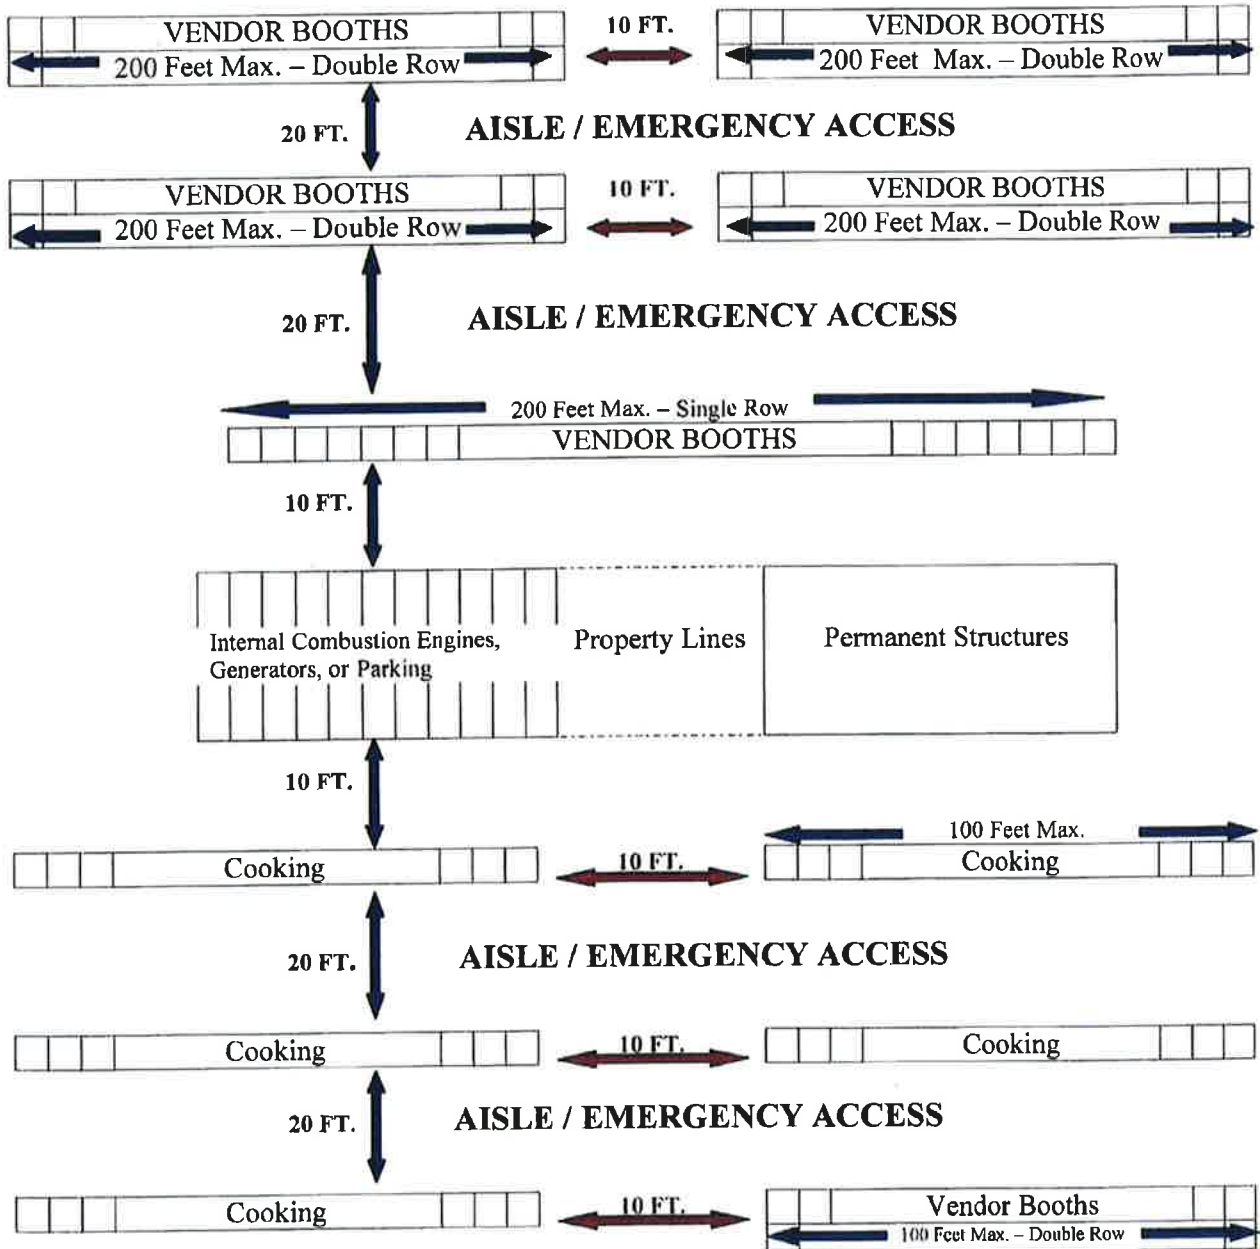 VENDOR BOOTHS
200 Feet Max. – Double Row
10 FT.
VENDOR BOOTHS
200 Feet Max. – Double Row
20 FT.
AISLE / EMERGENCY ACCESS
VENDOR BOOTHS
200 Feet Max. – Double Row
10 FT.
VENDOR BOOTHS
200 Feet Max. – Double Row
20 FT.
AISLE / EMERGENCY ACCESS
200 Feet Max. – Single Row
VENDOR BOOTHS
10 FT.
Internal Combustion Engines,
Generators, or Parking
Property Lines
Permanent Structures
10 FT.
Cooking
10 FT.
100 Feet Max.
Cooking
20 FT.
AISLE / EMERGENCY ACCESS
Cooking
10 FT.
Cooking
20 FT.
AISLE / EMERGENCY ACCESS
Cooking
10 FT.
Vendor Booths
100 Feet Max. – Double Row